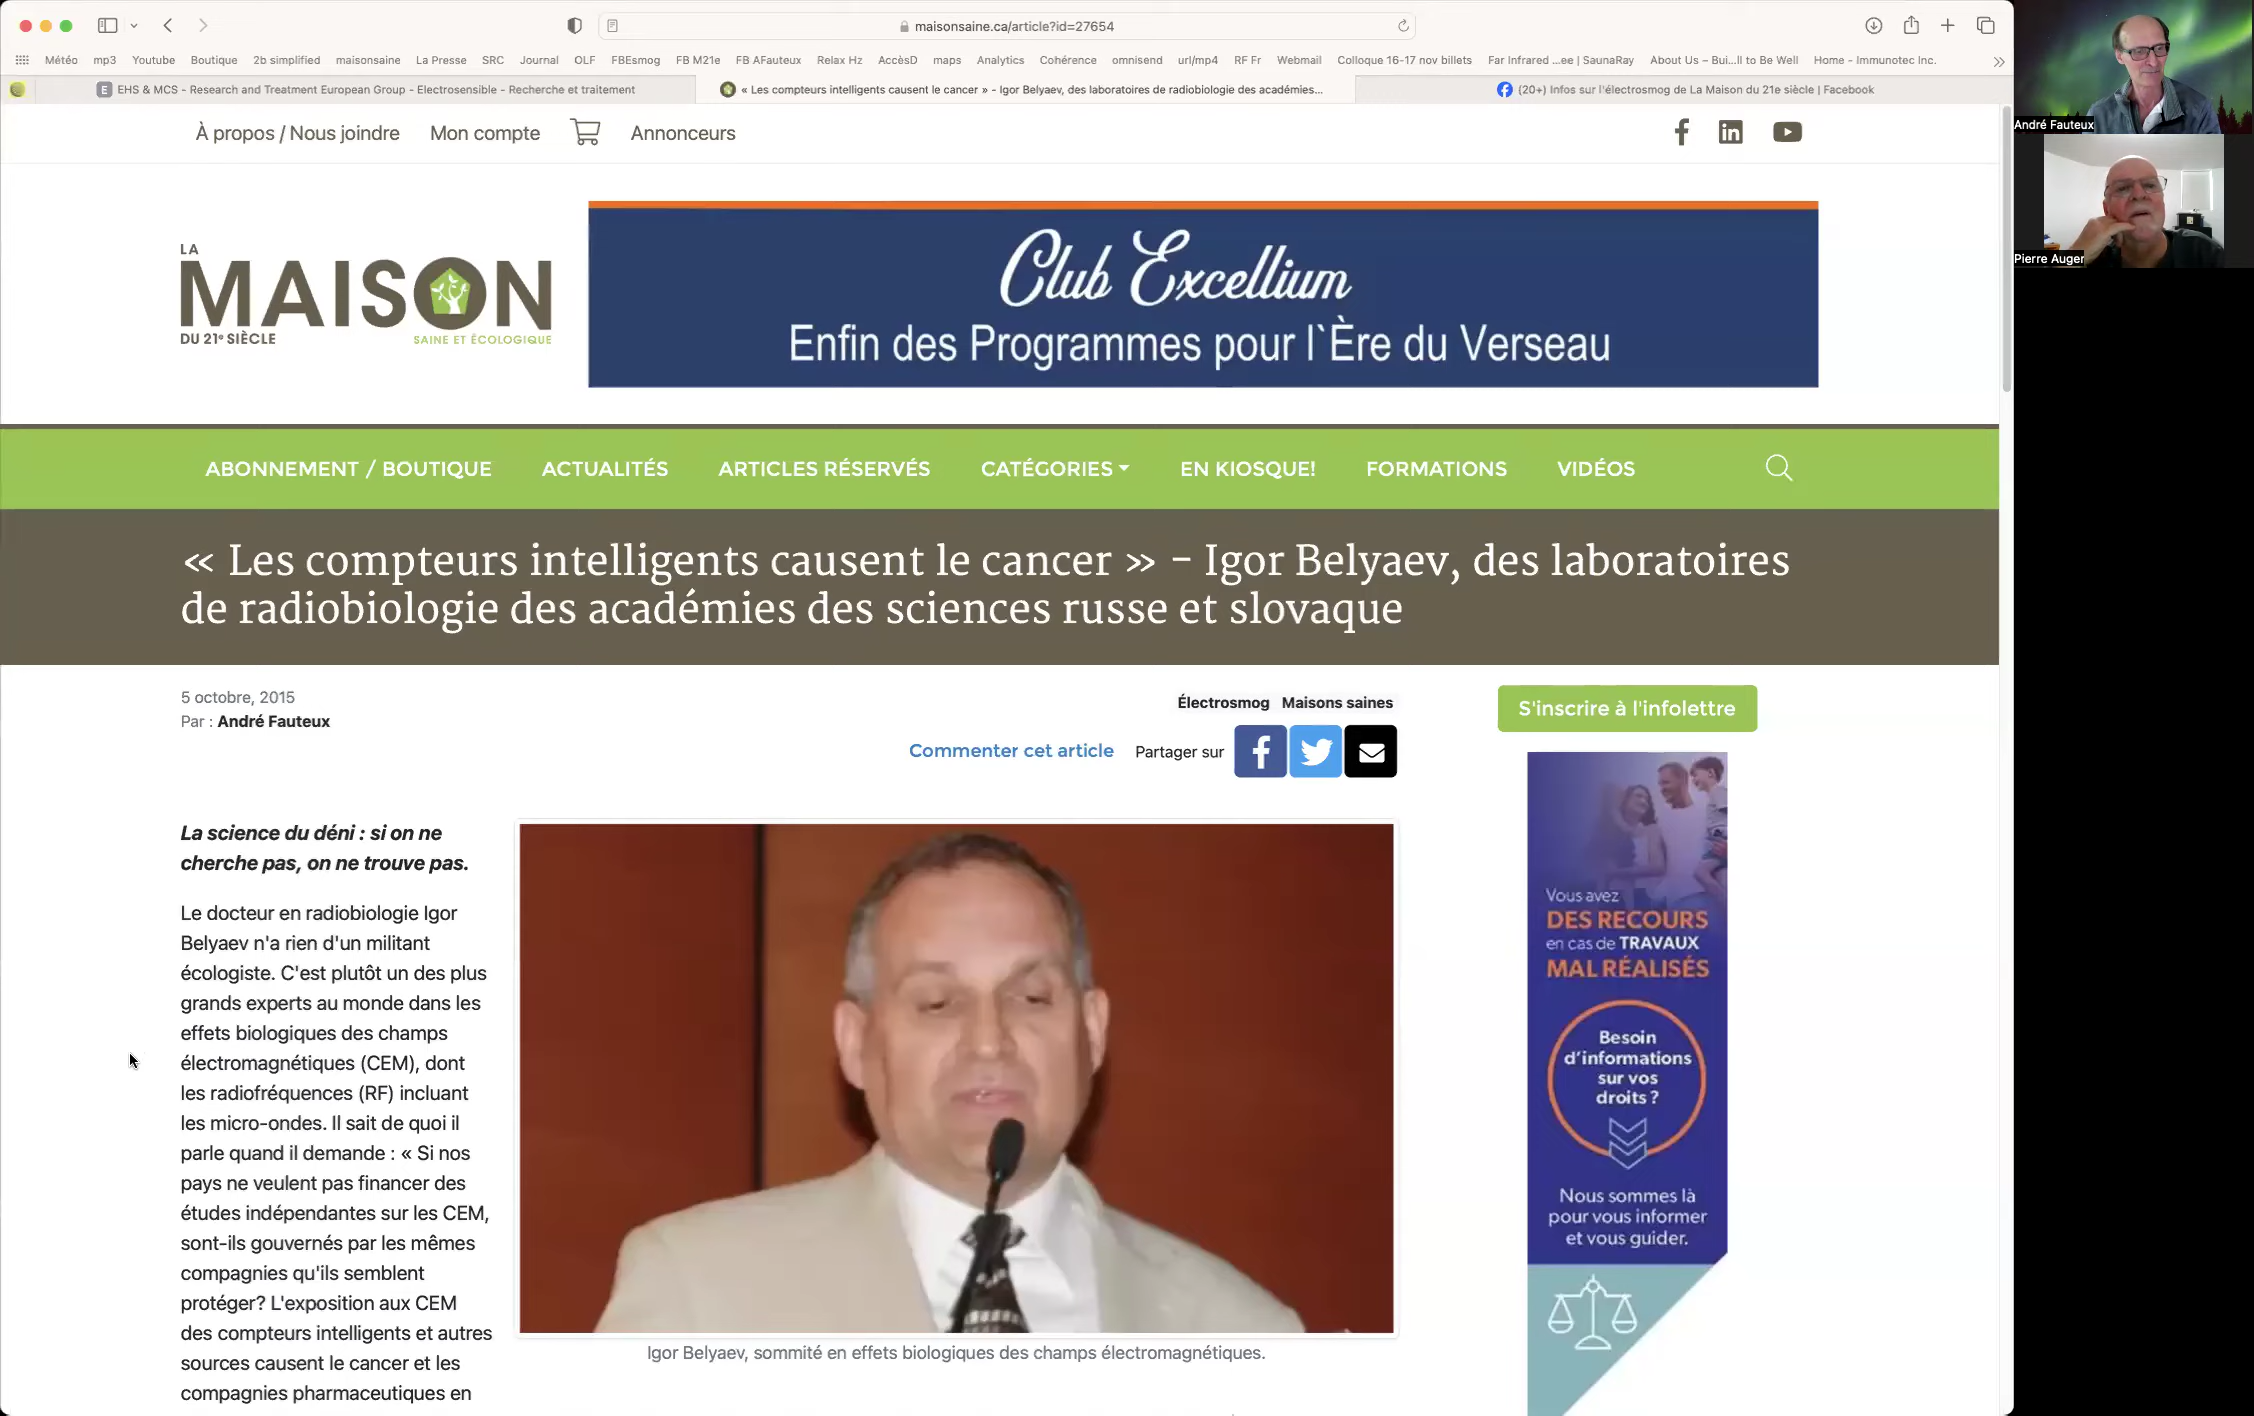 maisonsaine.ca/article?id=27654
Météo mp3 Youtube Boutique 2b simplified maisonsaine La Presse SRC Journal OLF FBEsmog FB M21e FB AFauteux Relax Hz AccèsD maps Analytics Cohérence omnisend url/mp4 RF Fr Webmail Colloque 16-17 nov billets Far Infrared ...ee | SaunaRay About Us – Bui...ll to Be Well Home - Immunotec Inc.
E EHS & MCS - Research and Treatment European Group - Electrosensible - Recherche et traitement
« Les compteurs intelligents causent le cancer » - Igor Belyaev, des laboratoires de radiobiologie des académies...
(20+) Infos sur l'électrosmog de La Maison du 21e siècle | Facebook
André Fauteux
Pierre Auger
À propos / Nous joindre Mon compte Annonceurs
LA
MAISON
DU 21e SIÈCLE SAINE ET ÉCOLOGIQUE
Club Excellium
Enfin des Programmes pour l`Ère du Verseau
ABONNEMENT / BOUTIQUE ACTUALITÉS ARTICLES RÉSERVÉS CATÉGORIES EN KIOSQUE! FORMATIONS VIDÉOS
« Les compteurs intelligents causent le cancer » - Igor Belyaev, des laboratoires
de radiobiologie des académies des sciences russe et slovaque
5 octobre, 2015
Par : André Fauteux
Électrosmog Maisons saines
Commenter cet article Partager sur
S'inscrire à l'infolettre
La science du déni : si on ne
cherche pas, on ne trouve pas.
Le docteur en radiobiologie Igor
Belyaev n'a rien d'un militant
écologiste. C'est plutôt un des plus
grands experts au monde dans les
effets biologiques des champs
électromagnétiques (CEM), dont
les radiofréquences (RF) incluant
les micro-ondes. Il sait de quoi il
parle quand il demande : « Si nos
pays ne veulent pas financer des
études indépendantes sur les CEM,
sont-ils gouvernés par les mêmes
compagnies qu'ils semblent
protéger? L'exposition aux CEM
des compteurs intelligents et autres
sources causent le cancer et les
compagnies pharmaceutiques en
Igor Belyaev, sommité en effets biologiques des champs électromagnétiques.
Vous avez
DES RECOURS
en cas de TRAVAUX
MAL RÉALISÉS
Besoin
d'informations
sur vos
droits ?
Nous sommes là
pour vous informer
et vous guider.